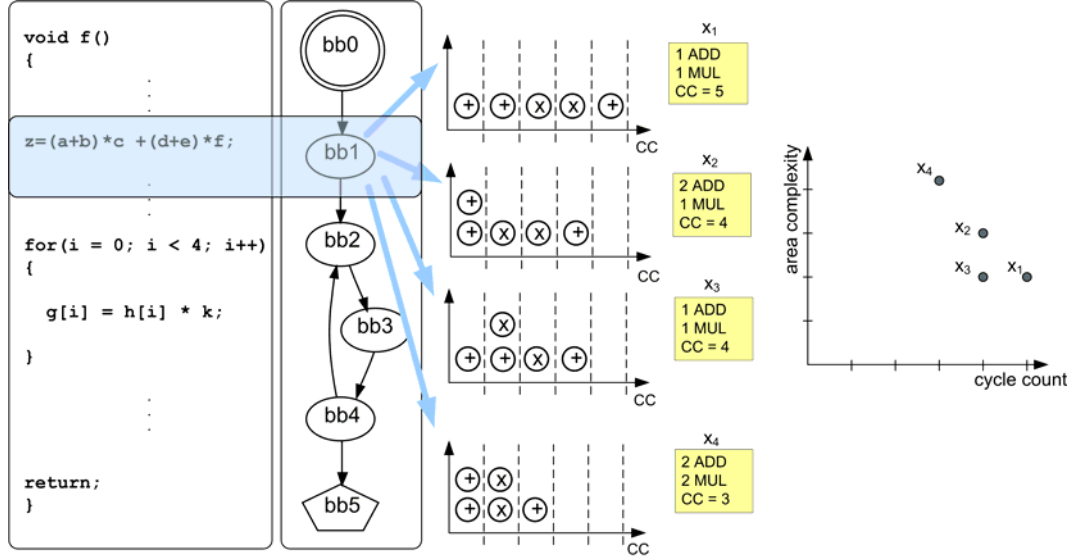 void f()
{
.
.
.
z=(a+b)*c +(d+e)*f;
.
.
.
for(i = 0; i < 4; i++)
{
g[i] = h[i] * k;
}
.
.
.
return;
}
bb0
bb1
bb2
bb3
bb4
bb5
+ + x x +
CC
x1
1 ADD
1 MUL
CC = 5
+
+ x x +
CC
x2
2 ADD
1 MUL
CC = 4
x
+ + x +
CC
x3
1 ADD
1 MUL
CC = 4
+ x
+ x +
CC
x4
2 ADD
2 MUL
CC = 3
area complexity
x4
x2
x3 x1
cycle count